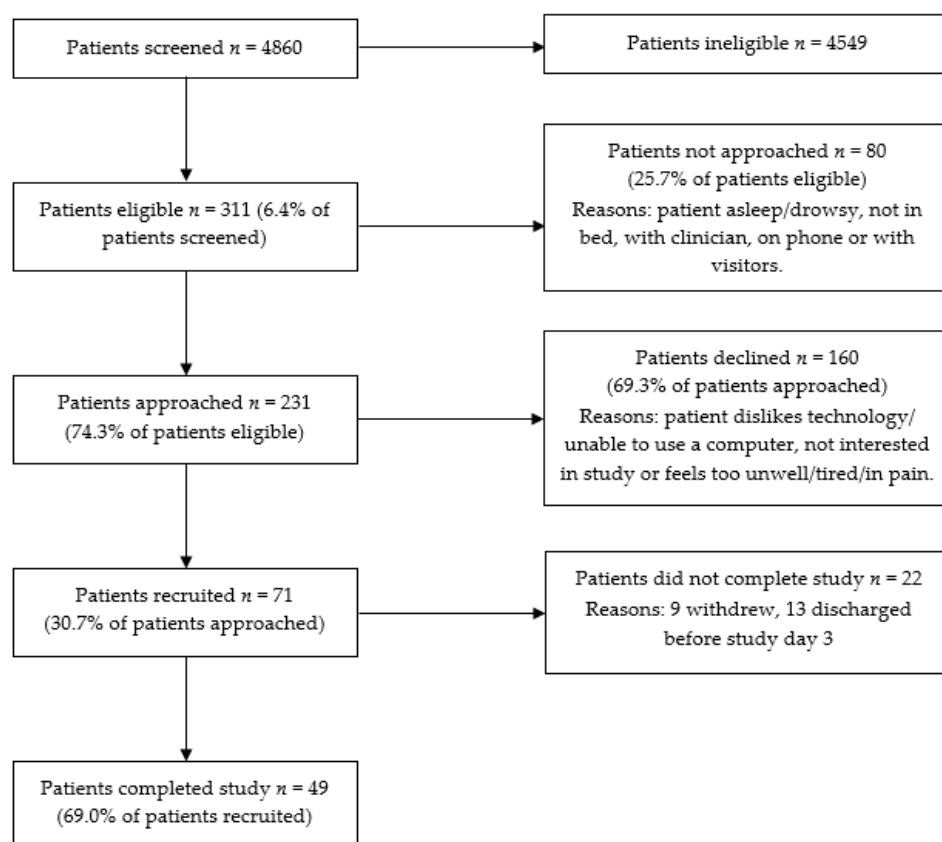 Patients screened n = 4860
Patients ineligible n = 4549
Patients not approached n = 80
(25.7% of patients eligible)
Reasons: patient asleep/drowsy, not in
bed, with clinician, on phone or with
visitors.
Patients eligible n = 311 (6.4% of
patients screened)
Patients declined n = 160
(69.3% of patients approached)
Reasons: patient dislikes technology/
unable to use a computer, not interested
in study or feels too unwell/tired/in pain.
Patients approached n = 231
(74.3% of patients eligible)
Patients did not complete study n = 22
Reasons: 9 withdrew, 13 discharged
before study day 3
Patients recruited n = 71
(30.7% of patients approached)
Patients completed study n = 49
(69.0% of patients recruited)